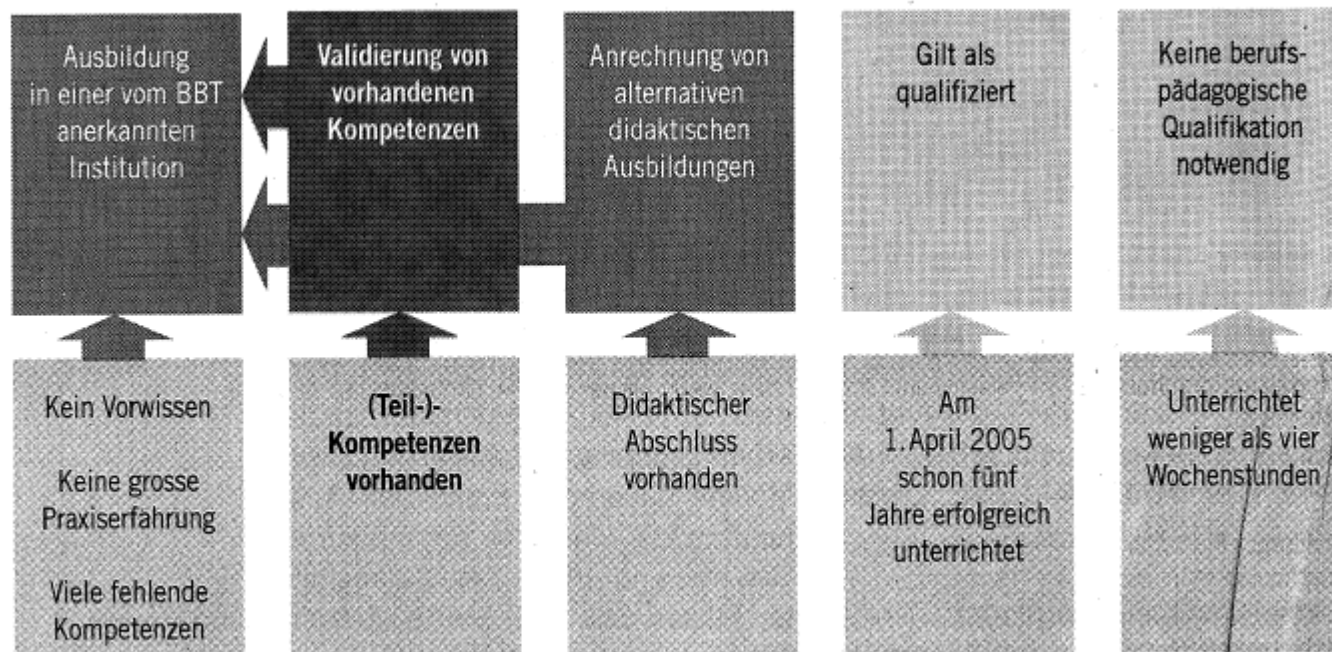 Ausbildung
in einer vom BBT
anerkannten
Institution
Validierung von
vorhandenen
Kompetenzen
Anrechnung von
alternativen
didaktischen
Ausbildungen
Gilt als
qualifiziert
Keine berufs-
pädagogische
Qualifikation
notwendig
Kein Vorwissen
Keine grosse
Praxiserfahrung
Viele fehlende
Kompetenzen
(Teil-)-
Kompetenzen
vorhanden
Didaktischer
Abschluss
vorhanden
Am
1. April 2005
schon fünf
Jahre erfolgreich
unterrichtet
Unterrichtet
weniger als vier
Wochenstunden